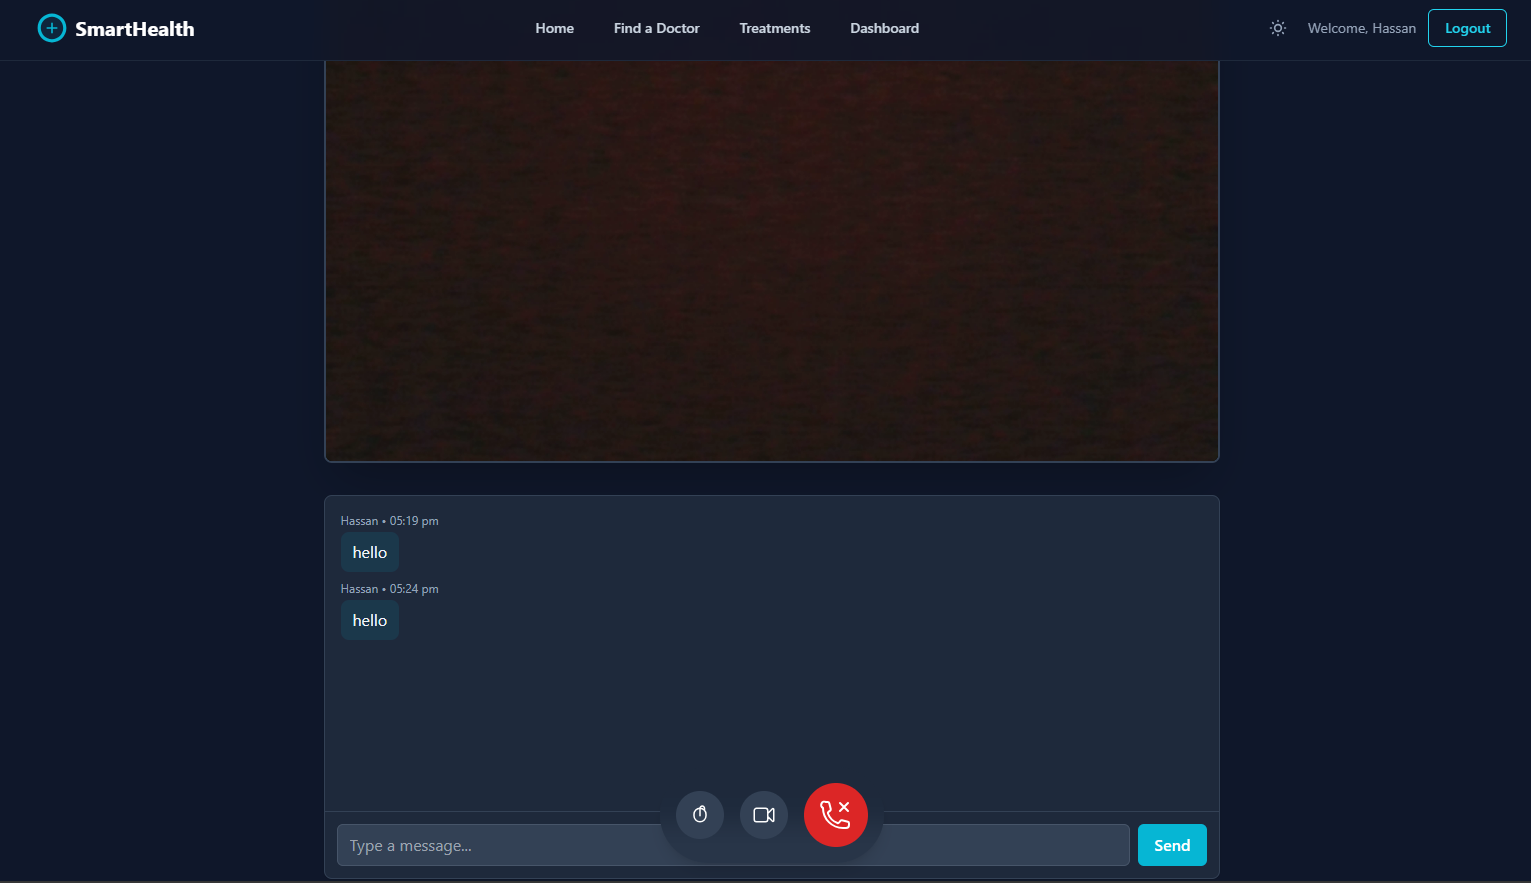 SmartHealth
Home Find a Doctor Treatments Dashboard
Welcome, Hassan Logout
Hassan • 05:19 pm
hello
Hassan • 05:24 pm
hello
Type a message... Send